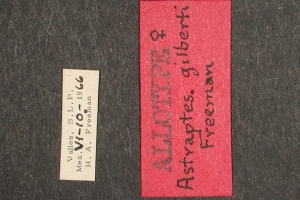 Valles, S.L.P.
Mex. VI-10-1966
H. A. Freeman
ALLOTYPE ♀
Astraptes gilberti
Freeman